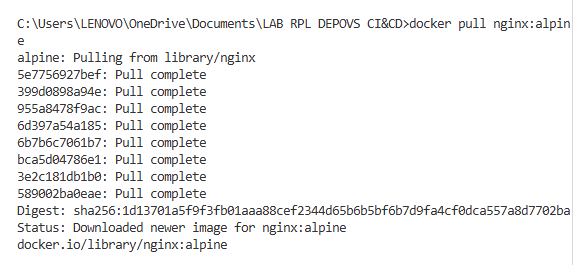 C:\Users\LENOVO\OneDrive\Documents\LAB RPL DEPOVS CI&CD>docker pull nginx:alpin
e
alpine: Pulling from library/nginx
5e7756927bef: Pull complete
399d0898a94e: Pull complete
955a8478f9ac: Pull complete
6d397a54a185: Pull complete
6b7b6c7061b7: Pull complete
bca5d04786e1: Pull complete
3e2c181db1b0: Pull complete
589002ba0eae: Pull complete
Digest: sha256:1d13701a5f9f3fb01aaa88cef2344d65b6b5bf6b7d9fa4cf0dca557a8d7702ba
Status: Downloaded newer image for nginx:alpine
docker.io/library/nginx:alpine